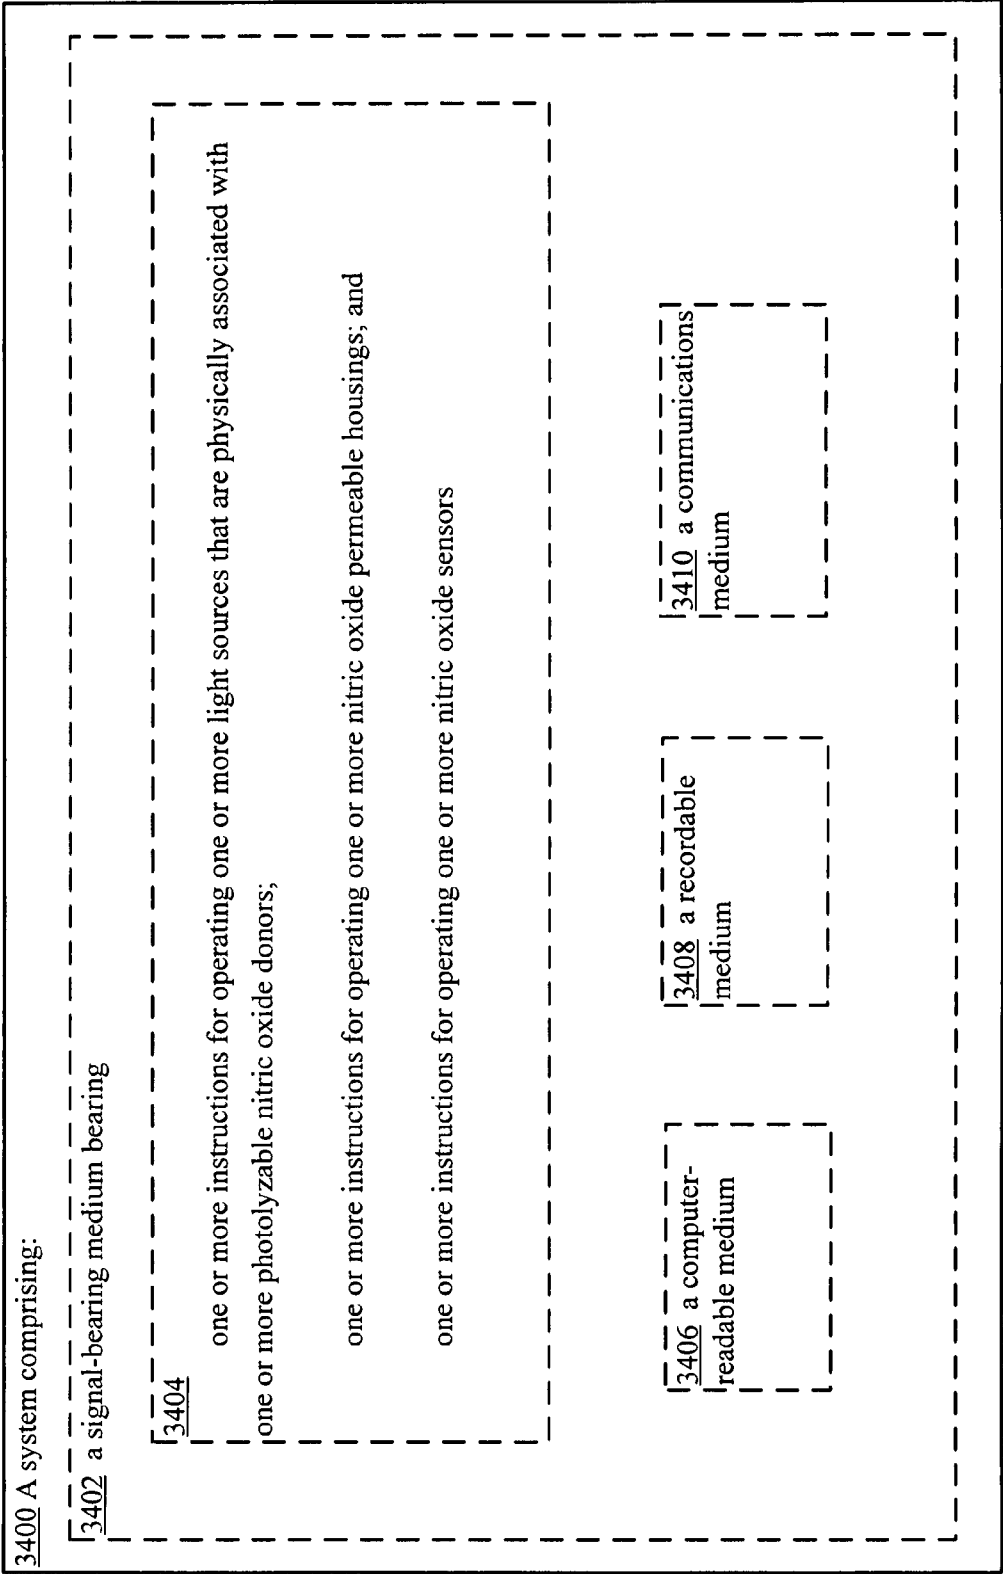 3400 A system comprising:
3402 a signal-bearing medium bearing
3404
one or more instructions for operating one or more light sources that are physically associated with
one or more photolyzable nitric oxide donors;
one or more instructions for operating one or more nitric oxide permeable housings; and
one or more instructions for operating one or more nitric oxide sensors
3406 a computer-
readable medium
3408 a recordable
medium
3410 a communications
medium